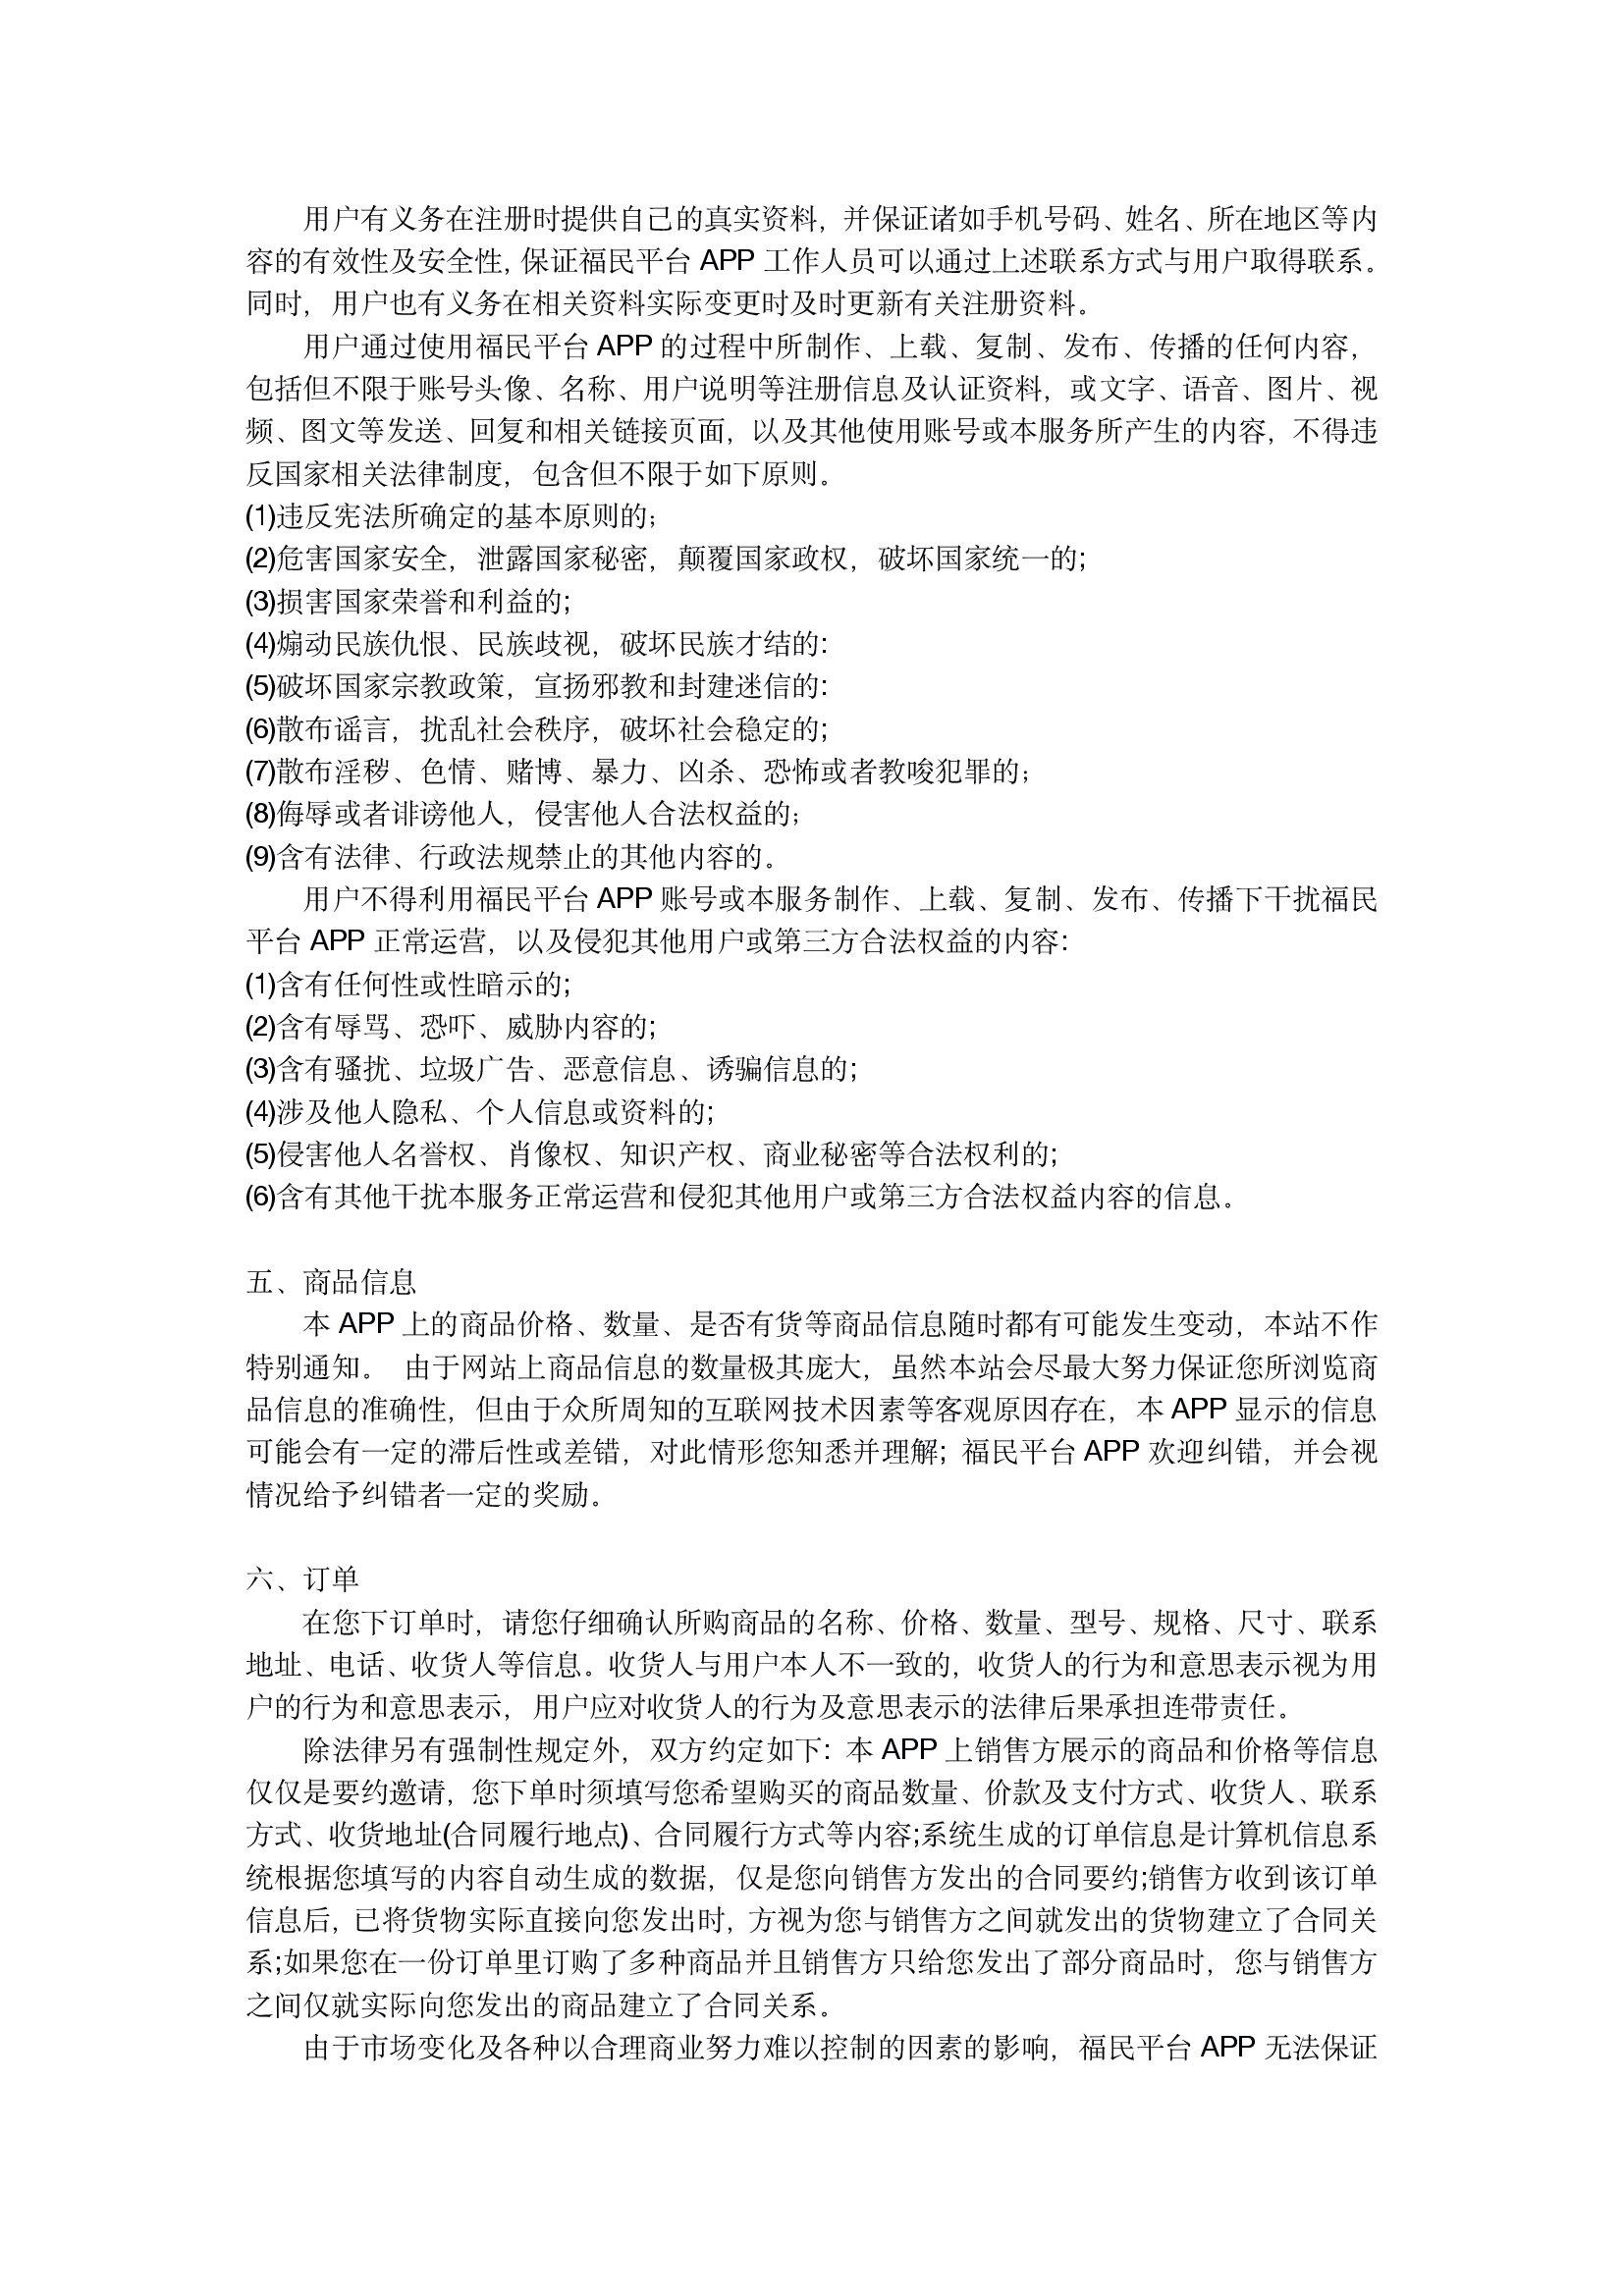 用户有义务在注册时提供自己的真实资料，并保证诸如手机号码、姓名、所在地区等内
容的有效性及安全性，保证福民平台 APP 工作人员可以通过上述联系方式与用户取得联系。
同时，用户也有义务在相关资料实际变更时及时更新有关注册资料。
用户通过使用福民平台 APP 的过程中所制作、上载、复制、发布、传播的任何内容，
包括但不限于账号头像、名称、用户说明等注册信息及认证资料，或文字、语音、图片、视
频、图文等发送、回复和相关链接页面，以及其他使用账号或本服务所产生的内容，不得违
反国家相关法律制度，包含但不限于如下原则。
(1)违反宪法所确定的基本原则的；
(2)危害国家安全，泄露国家秘密，颠覆国家政权，破坏国家统一的;
(3)损害国家荣誉和利益的;
(4)煽动民族仇恨、民族歧视，破坏民族才结的:
(5)破坏国家宗教政策，宣扬邪教和封建迷信的:
(6)散布谣言，扰乱社会秩序，破坏社会稳定的;
(7)散布淫秽、色情、赌博、暴力、凶杀、恐怖或者教唆犯罪的；
(8)侮辱或者诽谤他人，侵害他人合法权益的；
(9)含有法律、行政法规禁止的其他内容的。
用户不得利用福民平台 APP 账号或本服务制作、上载、复制、发布、传播下干扰福民
平台 APP 正常运营，以及侵犯其他用户或第三方合法权益的内容:
(1)含有任何性或性暗示的;
(2)含有辱骂、恐吓、威胁内容的;
(3)含有骚扰、垃圾广告、恶意信息、诱骗信息的;
(4)涉及他人隐私、个人信息或资料的;
(5)侵害他人名誉权、肖像权、知识产权、商业秘密等合法权利的;
(6)含有其他干扰本服务正常运营和侵犯其他用户或第三方合法权益内容的信息。
五、商品信息
本 APP 上的商品价格、数量、是否有货等商品信息随时都有可能发生变动，本站不作
特别通知。 由于网站上商品信息的数量极其庞大，虽然本站会尽最大努力保证您所浏览商
品信息的准确性，但由于众所周知的互联网技术因素等客观原因存在，本 APP 显示的信息
可能会有一定的滞后性或差错，对此情形您知悉并理解；福民平台 APP 欢迎纠错，并会视
情况给予纠错者一定的奖励。
六、订单
在您下订单时，请您仔细确认所购商品的名称、价格、数量、型号、规格、尺寸、联系
地址、电话、收货人等信息。收货人与用户本人不一致的，收货人的行为和意思表示视为用
户的行为和意思表示，用户应对收货人的行为及意思表示的法律后果承担连带责任。
除法律另有强制性规定外，双方约定如下: 本 APP 上销售方展示的商品和价格等信息
仅仅是要约邀请，您下单时须填写您希望购买的商品数量、价款及支付方式、收货人、联系
方式、收货地址(合同履行地点)、合同履行方式等内容;系统生成的订单信息是计算机信息系
统根据您填写的内容自动生成的数据，仅是您向销售方发出的合同要约;销售方收到该订单
信息后，已将货物实际直接向您发出时，方视为您与销售方之间就发出的货物建立了合同关
系;如果您在一份订单里订购了多种商品并且销售方只给您发出了部分商品时，您与销售方
之间仅就实际向您发出的商品建立了合同关系。
由于市场变化及各种以合理商业努力难以控制的因素的影响，福民平台 APP 无法保证